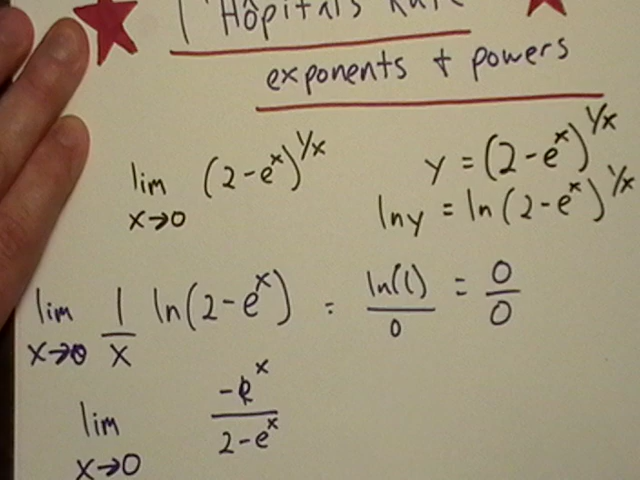 L'Hôpital's Rule
exponents + powers
lim x→0 (2-e^x)^1/x
y = (2-e^x)^1/x
ln y = ln(2-e^x)^1/x
lim x→0 1/x ln(2-e^x) = ln(1)/0 = 0/0
lim x→0 -e^x/2-e^x